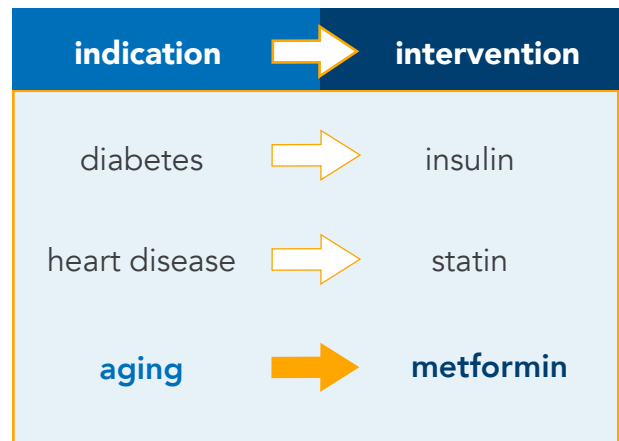 indication intervention
diabetes insulin
heart disease statin
aging metformin